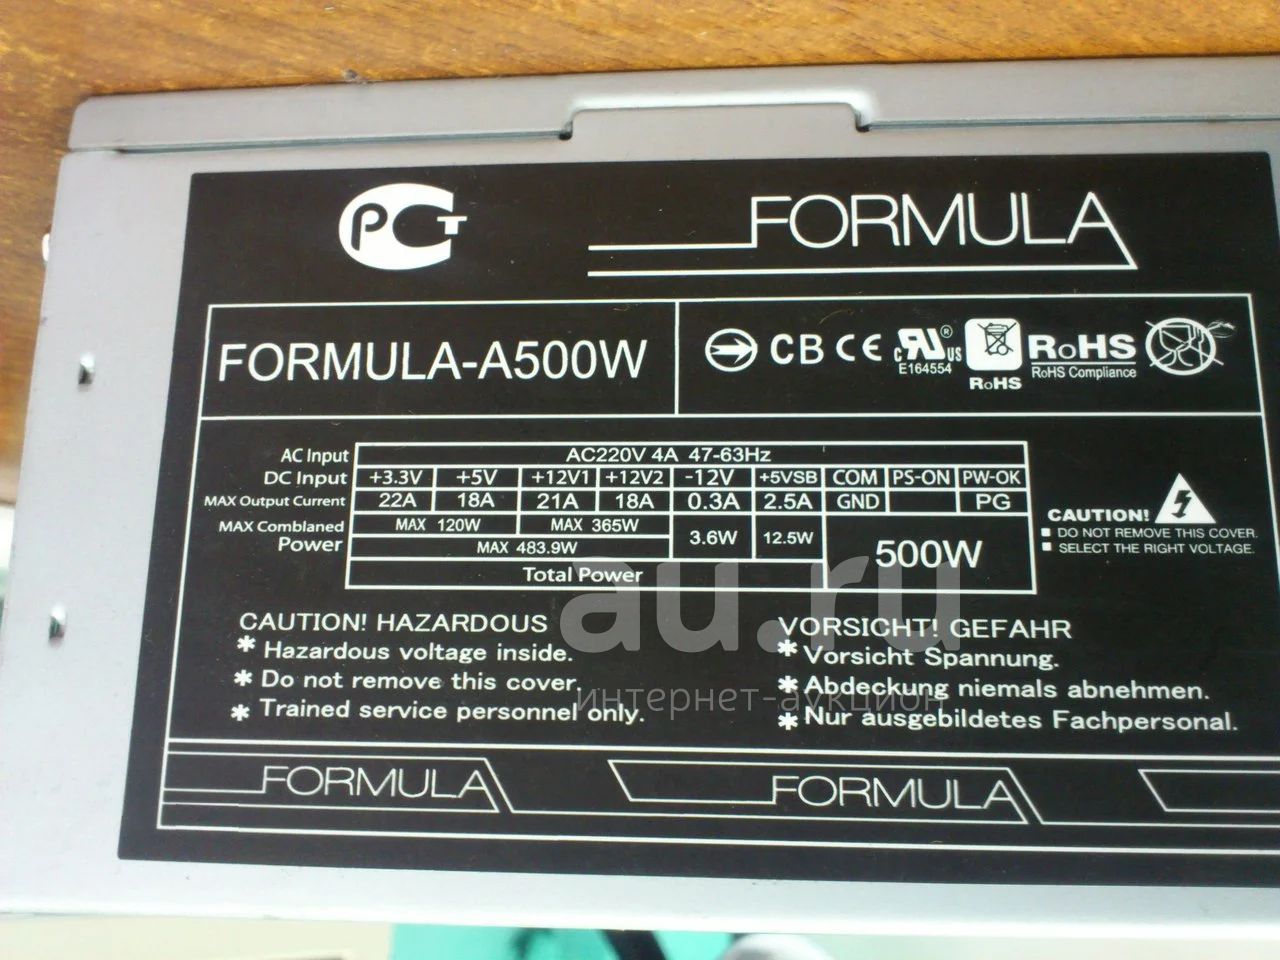 PCT
FORMULA
FORMULA-A500W
CB CE c RU ® US
E164554
RoHS
RoHS
RoHS Compliance
AC Input AC220V 4A 47-63Hz
DC Input +3.3V +5V +12V1 +12V2 -12V +5VSB COM PS-ON PW-OK
MAX Output Current 22A 18A 21A 18A 0.3A 2.5A GND PG
MAX Comblaned Power MAX 120W MAX 365W 3.6W 12.5W 500W
MAX 483.9W
Total Power
CAUTION!
DO NOT REMOVE THIS COVER.
SELECT THE RIGHT VOLTAGE.
CAUTION! HAZARDOUS
* Hazardous voltage inside.
* Do not remove this cover.
* Trained service personnel only.
VORSICHT! GEFAHR
* Vorsicht Spannung.
* Abdeckung niemals abnehmen.
* Nur ausgebildetes Fachpersonal.
au.ru
интернет-аукцион
FORMULA FORMULA